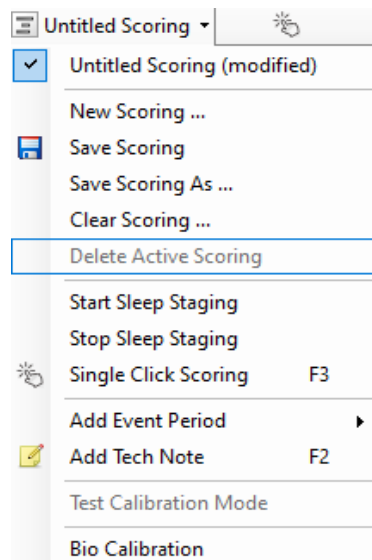 Untitled Scoring
Untitled Scoring (modified)
New Scoring ...
Save Scoring
Save Scoring As ...
Clear Scoring ...
Delete Active Scoring
Start Sleep Staging
Stop Sleep Staging
Single Click Scoring F3
Add Event Period
Add Tech Note F2
Test Calibration Mode
Bio Calibration